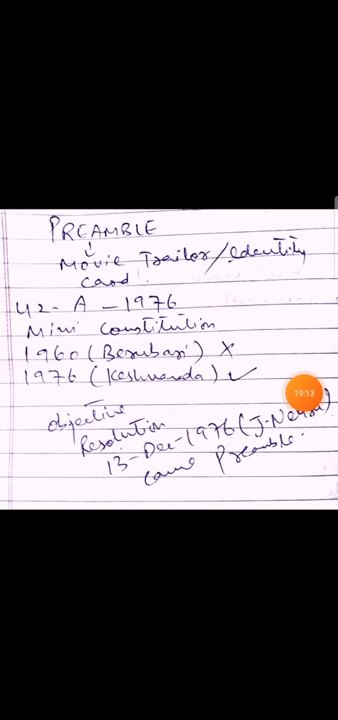 PREAMBLE
↓
Movie Trailor/Identity
Card
42 - A - 1976
Mini Constitution
1960 (Berubari) ✗
1976 (Keshvanda) ✓
19:13
Objective
Resolution
13-Dec-1976 (J. Nehru)
came Preamble.